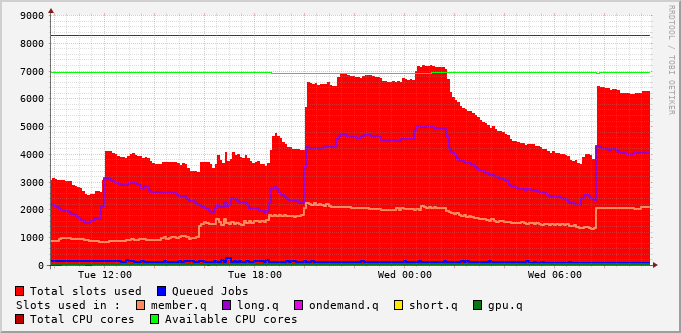 9000
8000
7000
6000
5000
4000
3000
2000
1000
0
Tue 12:00 Tue 18:00 Wed 00:00 Wed 06:00
RRDTOOL / TOBI OETIKER
Total slots used Queued Jobs
Slots used in : member.q long.q ondemand.q short.q gpu.q
Total CPU cores Available CPU cores